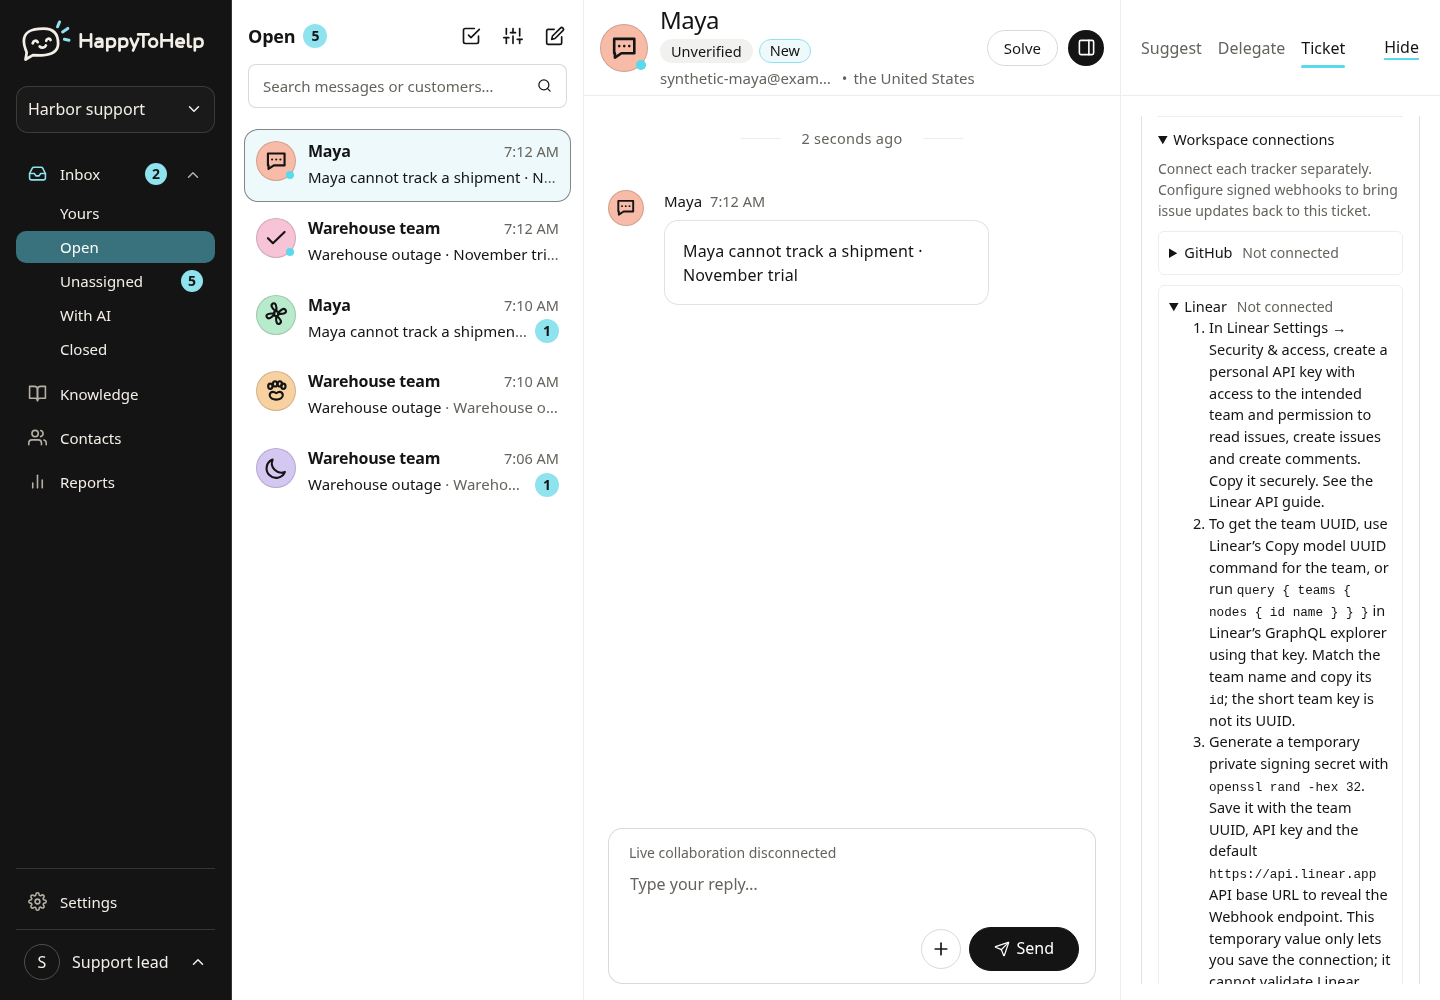 HappyToHelp
Harbor support
Inbox 2
Yours
Open
Unassigned 5
With AI
Closed
Knowledge
Contacts
Reports
Settings
S Support lead
Open 5
Search messages or customers...
Maya 7:12 AM
Maya cannot track a shipment · N...
Warehouse team 7:12 AM
Warehouse outage · November tri...
Maya 7:10 AM
Maya cannot track a shipmen... 1
Warehouse team 7:10 AM
Warehouse outage · Warehouse o...
Warehouse team 7:06 AM
Warehouse outage · Wareho... 1
Maya
Unverified New
synthetic-maya@exam... • the United States
Solve
2 seconds ago
Maya 7:12 AM
Maya cannot track a shipment ·
November trial
Live collaboration disconnected
Type your reply...
Send
Suggest Delegate Ticket Hide
Workspace connections
Connect each tracker separately.
Configure signed webhooks to bring
issue updates back to this ticket.
GitHub Not connected
Linear Not connected
1. In Linear Settings →
Security & access, create a
personal API key with
access to the intended
team and permission to
read issues, create issues
and create comments.
Copy it securely. See the
Linear API guide.
2. To get the team UUID, use
Linear’s Copy model UUID
command for the team, or
run query { teams {
nodes { id name } } } in
Linear’s GraphQL explorer
using that key. Match the
team name and copy its
id; the short team key is
not its UUID.
3. Generate a temporary
private signing secret with
openssl rand -hex 32.
Save it with the team
UUID, API key and the
default
https://api.linear.app
API base URL to reveal the
Webhook endpoint. This
temporary value only lets
you save the connection; it
cannot validate Linear